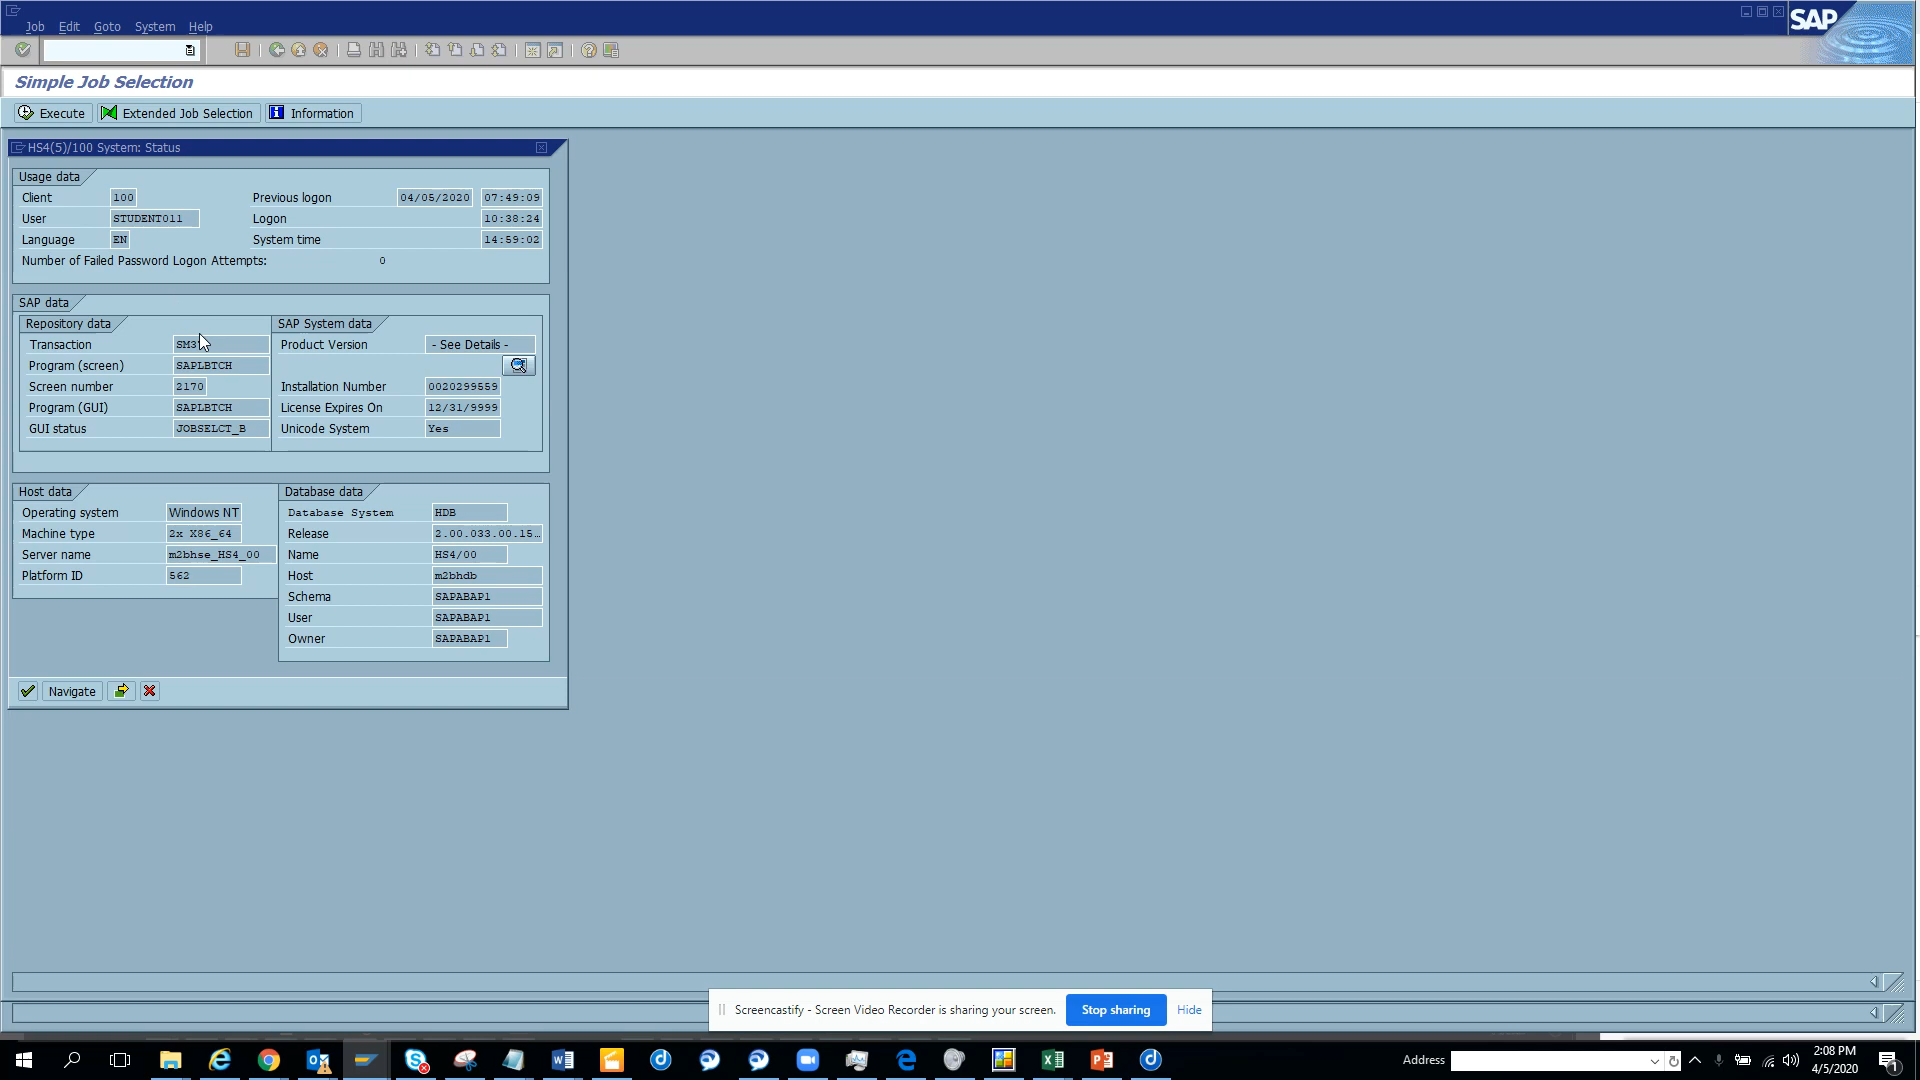 Job Edit Goto System Help
SAP
Simple Job Selection
Execute Extended Job Selection Information
HS4(5)/100 System: Status
Usage data
Client 100 Previous logon 04/05/2020 07:49:09
User STUDENT011 Logon 10:38:24
Language EN System time 14:59:02
Number of Failed Password Logon Attempts: 0
SAP data
Repository data SAP System data
Transaction Product Version - See Details -
Program (screen) SAPLBTCH
Screen number 2170 Installation Number 0020299559
Program (GUI) SAPLBTCH License Expires On 12/31/9999
GUI status JOBSELCT_B Unicode System Yes
Host data Database data
Operating system Windows NT Database System HDB
Machine type 2x X86_64 Release 2.00.033.00.15...
Server name m2bhse_HS4_00 Name HS4/00
Platform ID 562 Host m2bhdb
Schema SAPABAP1
User SAPABAP1
Owner SAPABAP1
Navigate
Screencastify - Screen Video Recorder is sharing your screen. Stop sharing Hide
Address
2:08 PM
4/5/2020
1